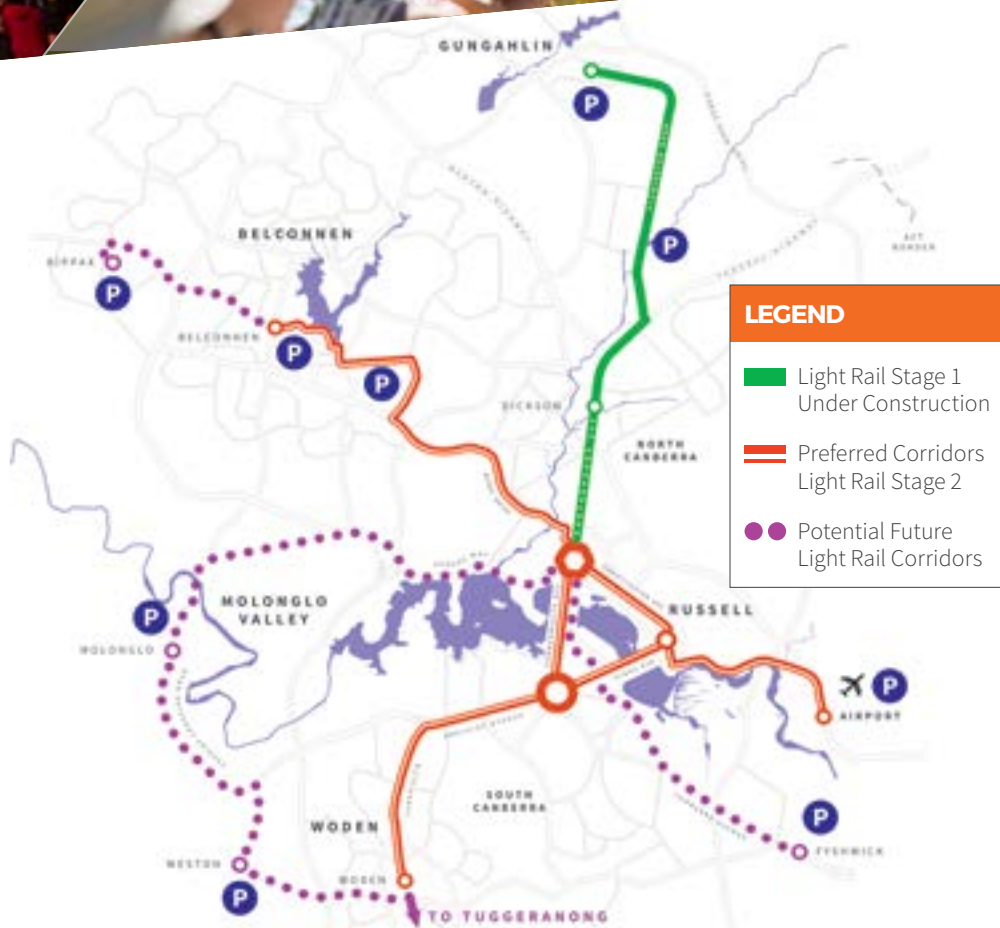 GUNGAHLIN
P
P
BELCONNEN
P
BELCONNEN
P
P
LEGEND
Light Rail Stage 1
Under Construction
Preferred Corridors
Light Rail Stage 2
Potential Future
Light Rail Corridors
DICKSON
NORTH
CANBERRA
MOLONGLO
VALLEY
RUSSELL
P
MOLONGLO
P
AIRPORT
SOUTH
CANBERRA
WODEN
P
FYSHWICK
WESTON
WODEN
P
TO TUGGERANONG